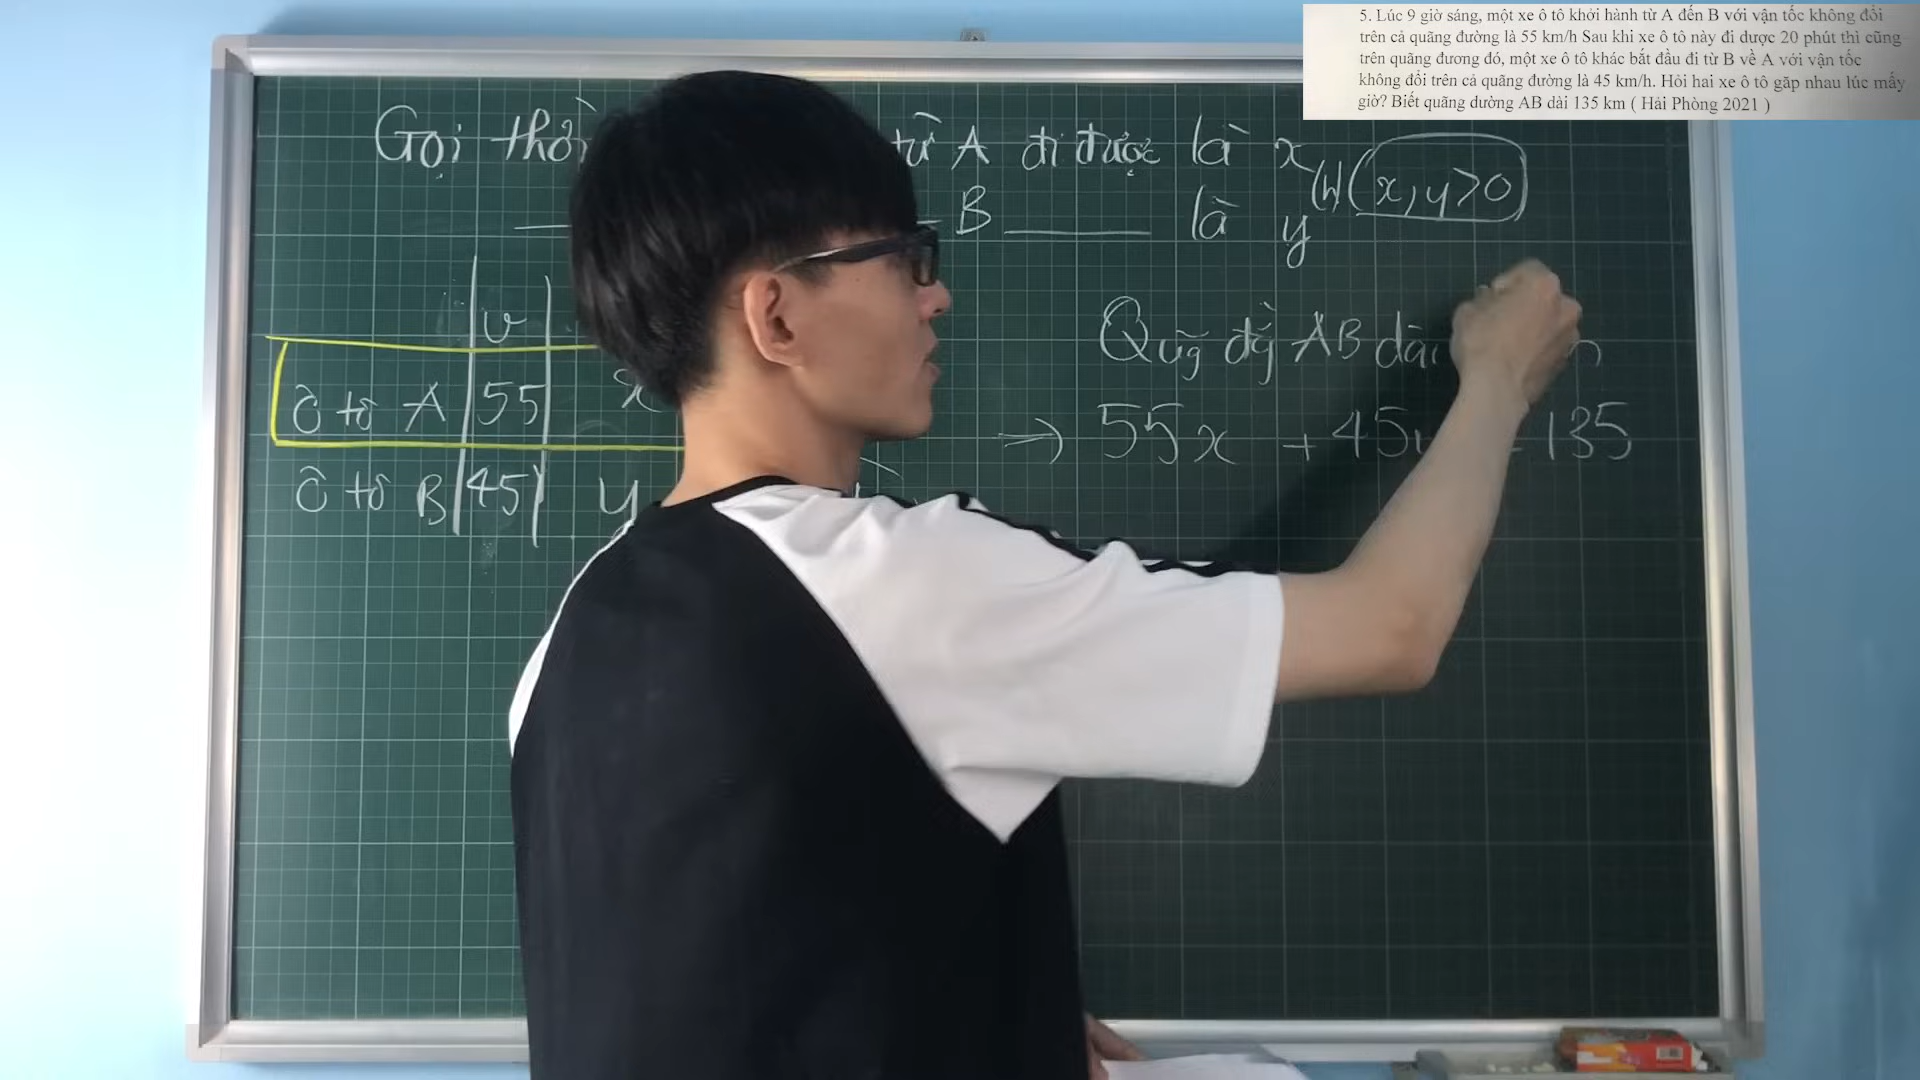 5. Lúc 9 giờ sáng, một xe ô tô khởi hành từ A đến B với vận tốc không đổi
trên cả quãng đường là 55 km/h Sau khi xe ô tô này đi dược 20 phút thì cũng
trên quãng đương đó, một xe ô tô khác bắt đầu đi từ B về A với vận tốc
không đổi trên cả quãng đường là 45 km/h. Hỏi hai xe ô tô gặp nhau lúc mấy
giờ? Biết quãng dường AB dài 135 km ( Hải Phòng 2021 )
Gọi từ A đi được là x
B là y (h) (x, y > 0)
v
Ô tô A 55 x
Ô tô B 45 y
Quãg đg̀ AB dài
=> 55x + 45 = 135